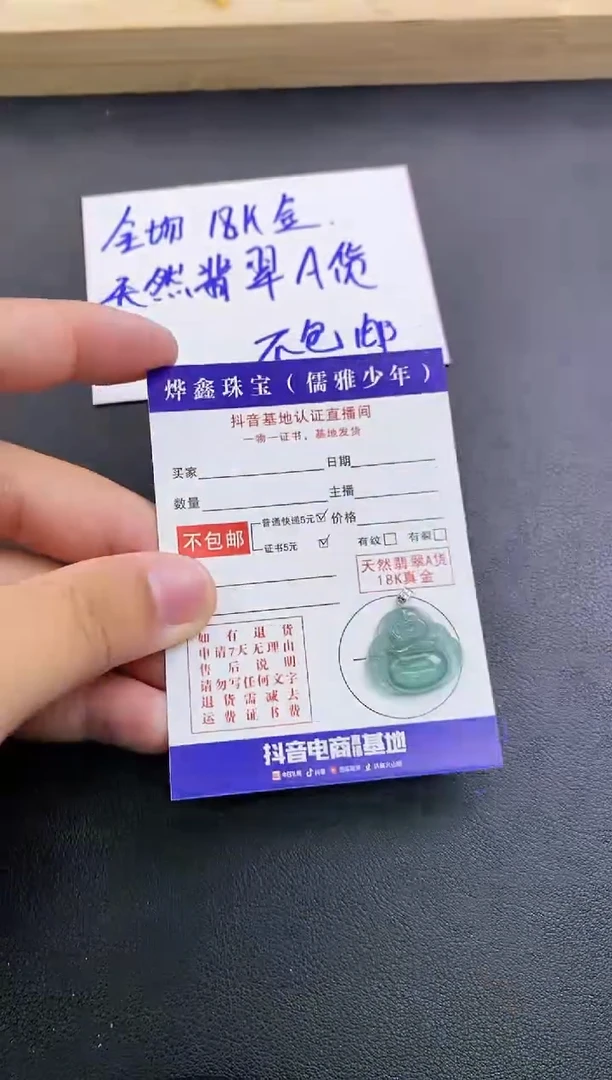 全场 18K金.
天然翡翠A货
不包邮
烨鑫珠宝（儒雅少年）
抖音基地认证直播间
一物一证书，基地发货
买家 日期
数量 主播
不包邮 普通快递5元☑ 价格
证书5元 ☑ 有纹□ 有裂□
天然翡翠A货
18K真金
如有退货
申请7天无理由
售后说明
请勿写任何文字
退货需减去
运费证书费
抖音电商直播基地